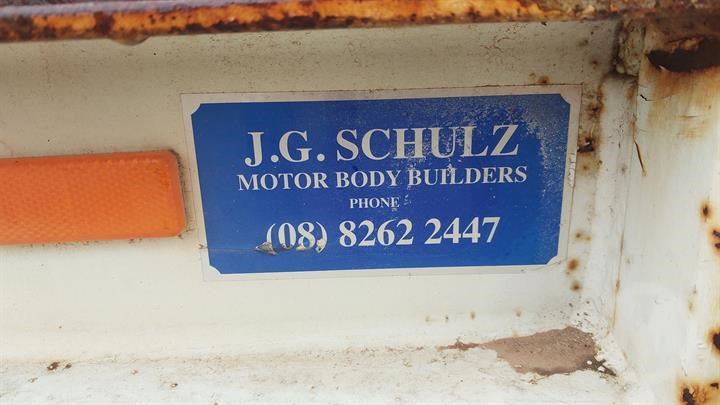 J.G. SCHULZ
MOTOR BODY BUILDERS
PHONE
(08) 8262 2447